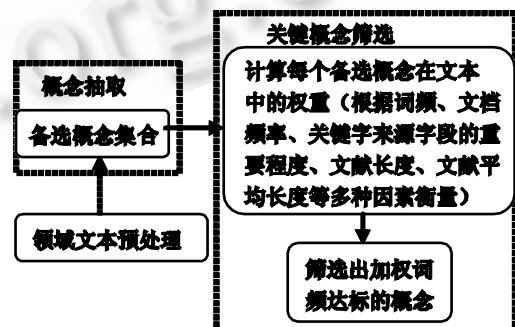 关键概念筛选
概念抽取
备选概念集合
领域文本预处理
计算每个备选概念在文本
中的权重（根据词频、文档
频率、关键字来源字段的重
要程度、文献长度、文献平
均长度等多种因素衡量）
筛选出加权词
频达标的概念